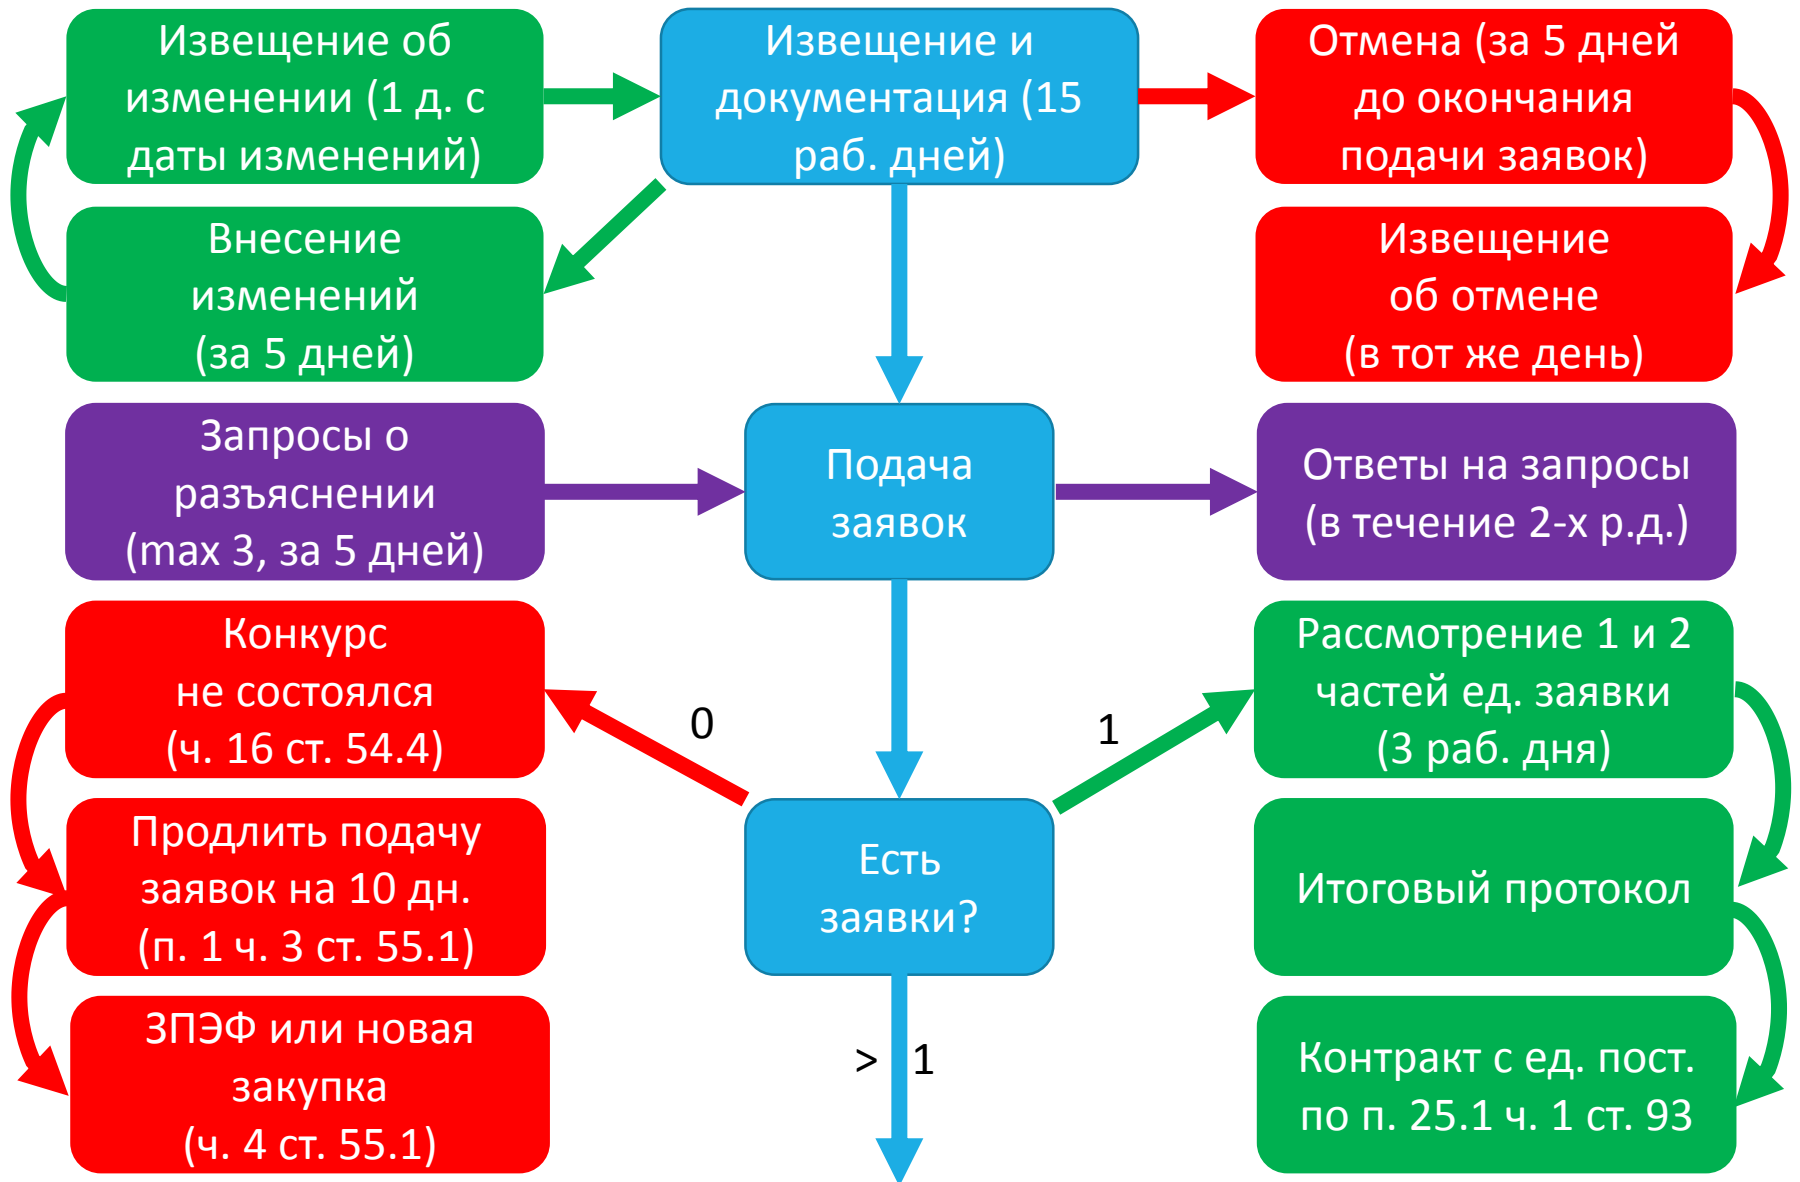 Извещение об
изменении (1 д. с
даты изменений)
Извещение и
документация (15
раб. дней)
Отмена (за 5 дней
до окончания
подачи заявок)
Внесение
изменений
(за 5 дней)
Извещение
об отмене
(в тот же день)
Запросы о
разъяснении
(max 3, за 5 дней)
Подача
заявок
Ответы на запросы
(в течение 2-х р.д.)
Конкурс
не состоялся
(ч. 16 ст. 54.4)
0
1
Рассмотрение 1 и 2
частей ед. заявки
(3 раб. дня)
Продлить подачу
заявок на 10 дн.
(п. 1 ч. 3 ст. 55.1)
Есть
заявки?
Итоговый протокол
ЗПЭФ или новая
закупка
(ч. 4 ст. 55.1)
> 1
Контракт с ед. пост.
по п. 25.1 ч. 1 ст. 93